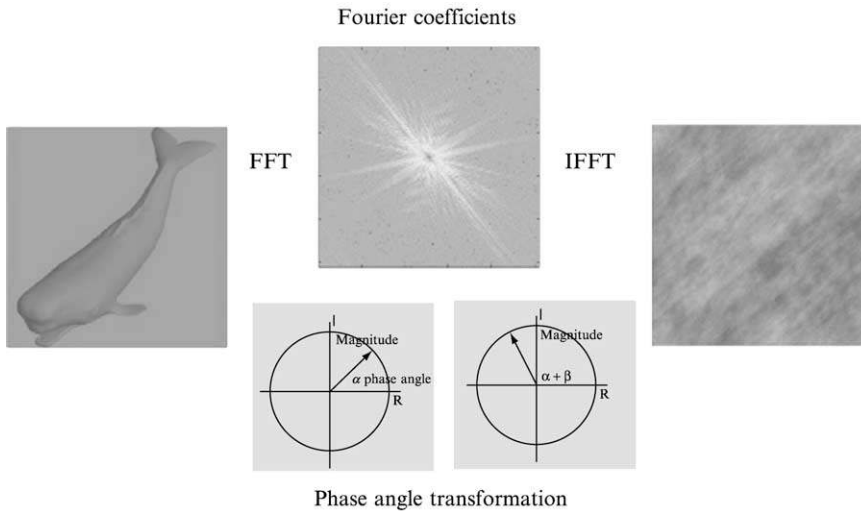 Fourier coefficients
FFT
IFFT
I
Magnitude
α phase angle
R
I
Magnitude
α + β
R
Phase angle transformation